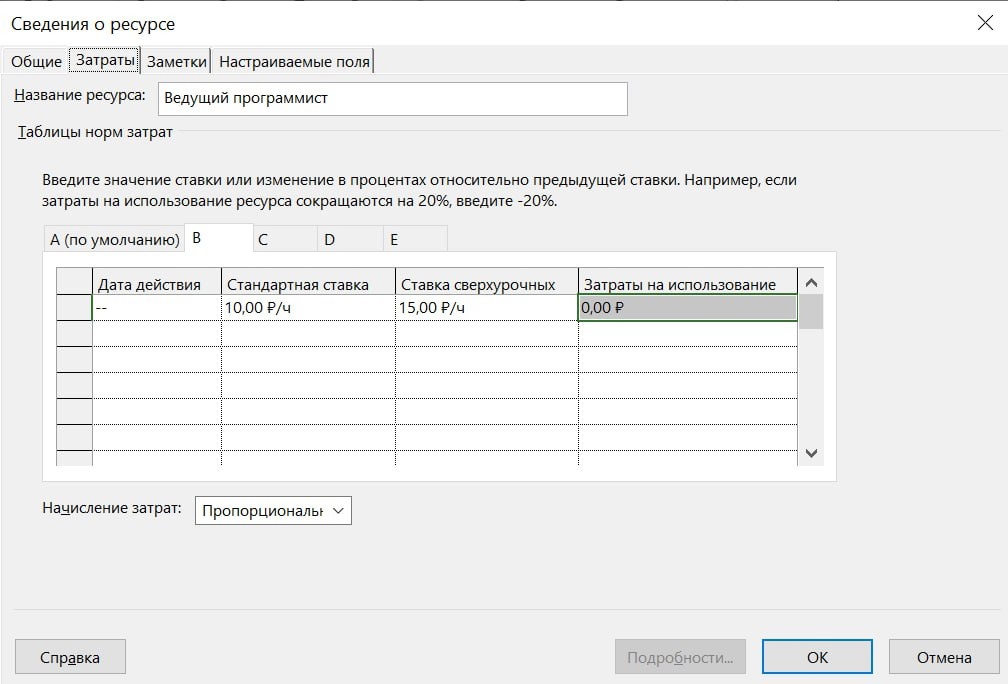 Сведения о ресурсе
Общие Затраты Заметки Настраиваемые поля
Название ресурса: Ведущий программист
Таблицы норм затрат
Введите значение ставки или изменение в процентах относительно предыдущей ставки. Например, если
затраты на использование ресурса сокращаются на 20%, введите -20%.
A (по умолчанию) B C D E
Дата действия Стандартная ставка Ставка сверхурочных Затраты на использование
-- 10,00 ₽/ч 15,00 ₽/ч 0,00 ₽
Начисление затрат: Пропорциональн
Справка Подробности... ОК Отмена